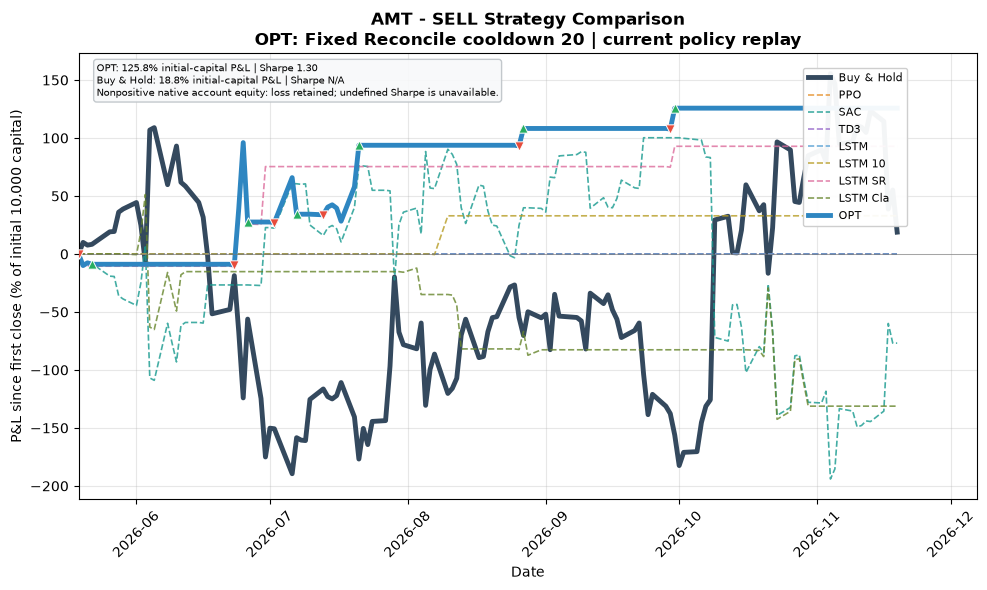 AMT - SELL Strategy Comparison
OPT: Fixed Reconcile cooldown 20 | current policy replay
OPT: 125.8% initial-capital P&L | Sharpe 1.30
Buy & Hold: 18.8% initial-capital P&L | Sharpe N/A
Nonpositive native account equity: loss retained; undefined Sharpe is unavailable.
Buy & Hold
PPO
SAC
TD3
LSTM
LSTM 10
LSTM SR
LSTM Cla
OPT
P&L since first close (% of initial 10,000 capital)
150
100
50
0
−50
−100
−150
−200
2026-06
2026-07
2026-08
2026-09
2026-10
2026-11
2026-12
Date